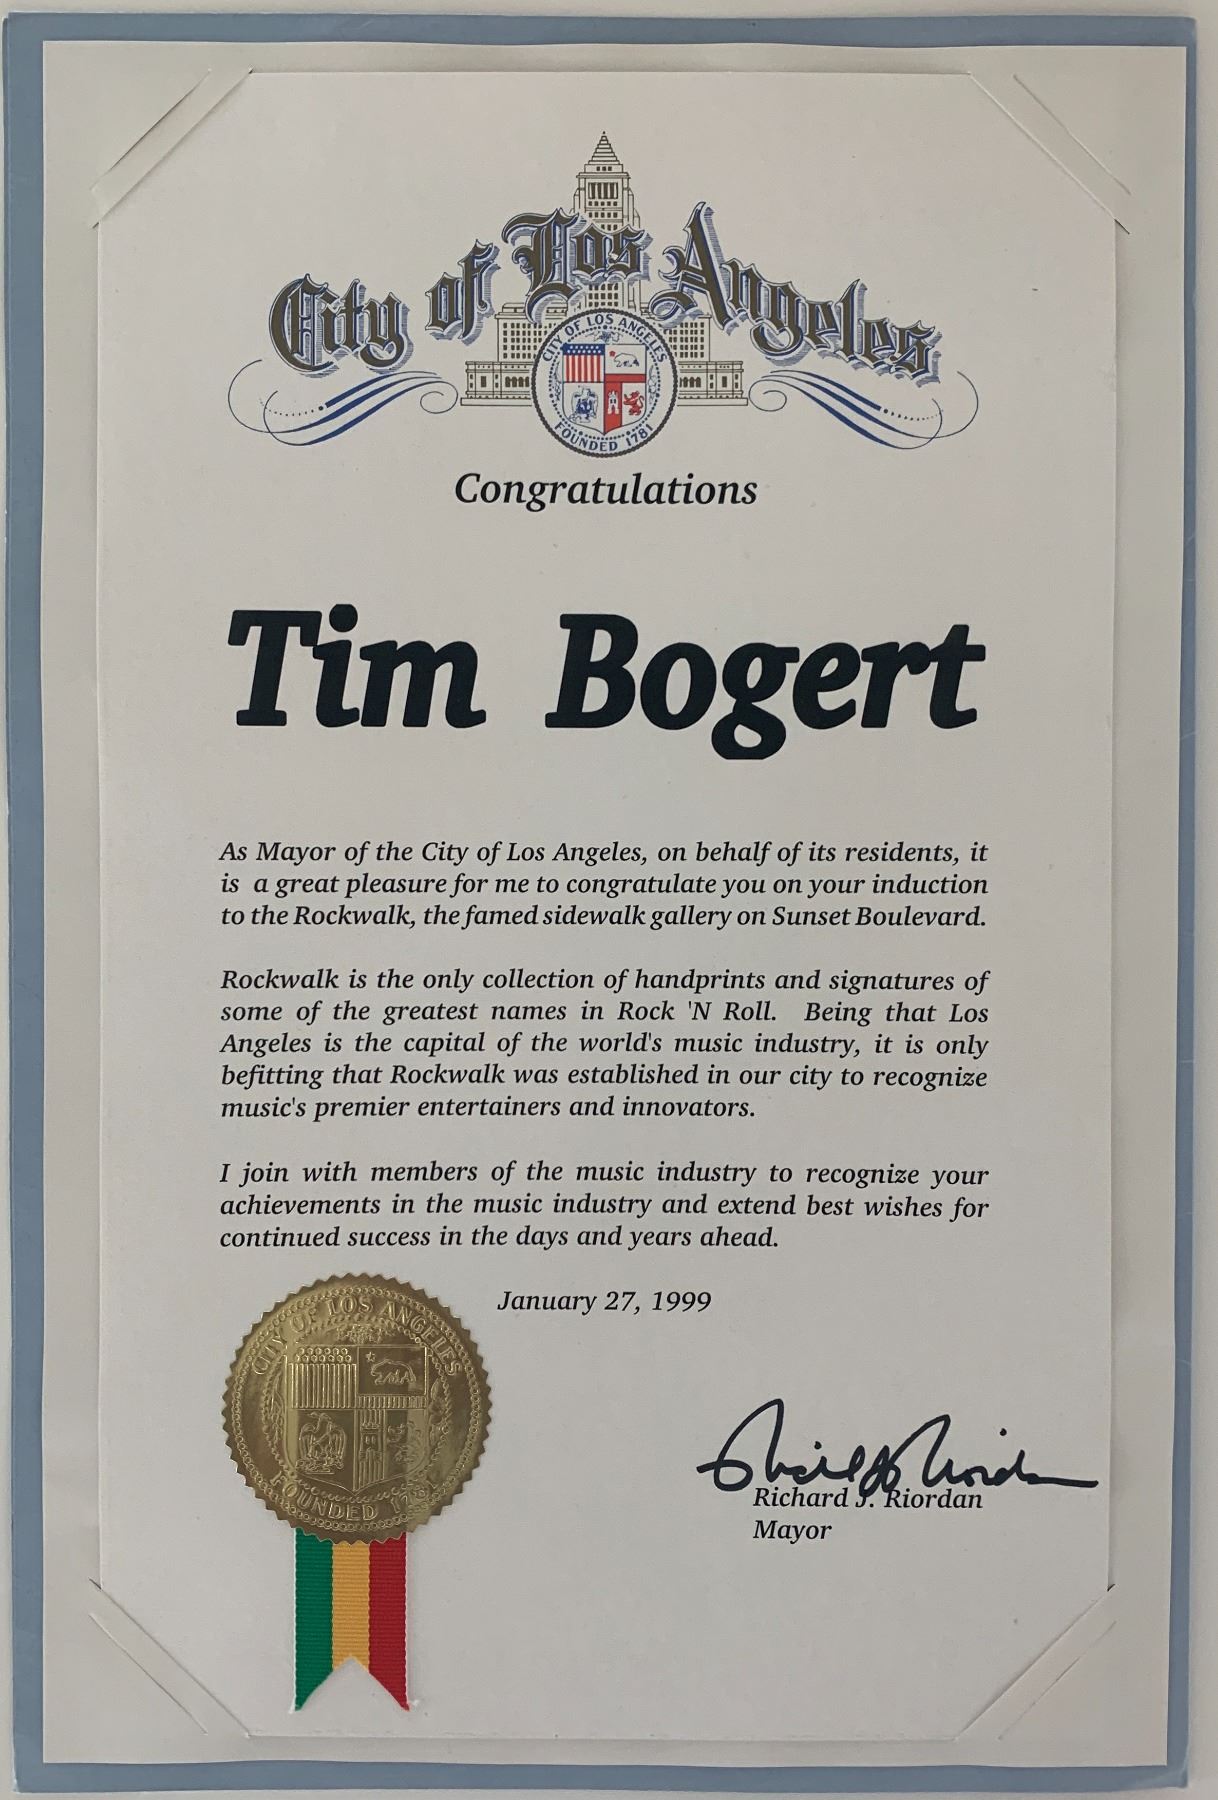 City of Los Angeles
CITY OF LOS ANGELES
FOUNDED 1781
Congratulations
Tim Bogert
As Mayor of the City of Los Angeles, on behalf of its residents, it
is a great pleasure for me to congratulate you on your induction
to the Rockwalk, the famed sidewalk gallery on Sunset Boulevard.
Rockwalk is the only collection of handprints and signatures of
some of the greatest names in Rock 'N Roll. Being that Los
Angeles is the capital of the world's music industry, it is only
befitting that Rockwalk was established in our city to recognize
music's premier entertainers and innovators.
I join with members of the music industry to recognize your
achievements in the music industry and extend best wishes for
continued success in the days and years ahead.
January 27, 1999
CITY OF LOS ANGELES
FOUNDED 1781
Richard J. Riordan
Richard J. Riordan
Mayor